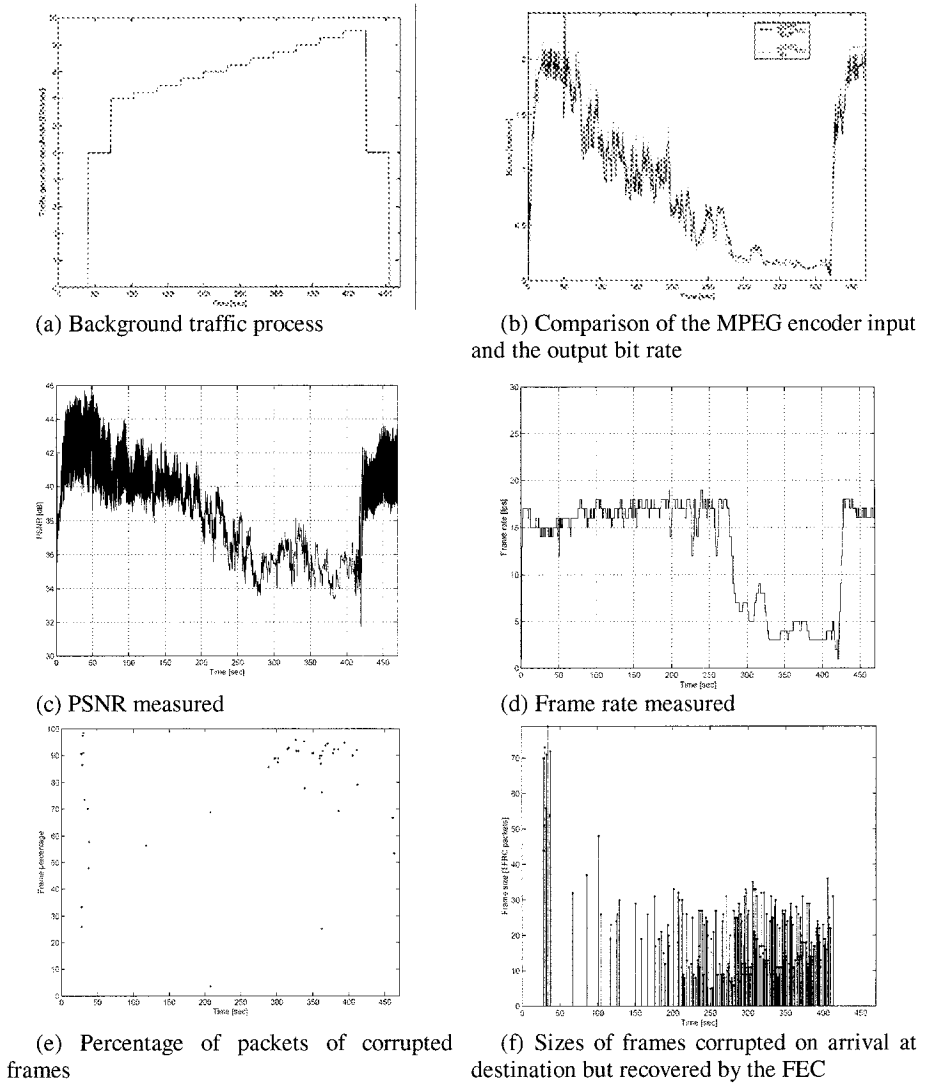 (a) Background traffic process
(b) Comparison of the MPEG encoder input
and the output bit rate
46
44
42
40
38
36
34
32
30
PSNR [dB]
0 50 100 150 200 250 300 350 400 450
Time [sec]
30
25
20
15
10
5
0
Frame rate [fps]
0 50 100 150 200 250 300 350 400 450
Time [sec]
(c) PSNR measured
(d) Frame rate measured
100
90
80
70
60
50
40
30
20
10
0
Frame percentage
0 50 100 150 200 250 300 350 400 450
Time [sec]
70
60
50
40
30
20
10
0
Frame size [TFRC packets]
0 50 100 150 200 250 300 350 400 450
Time [sec]
(e) Percentage of packets of corrupted
frames
(f) Sizes of frames corrupted on arrival at
destination but recovered by the FEC